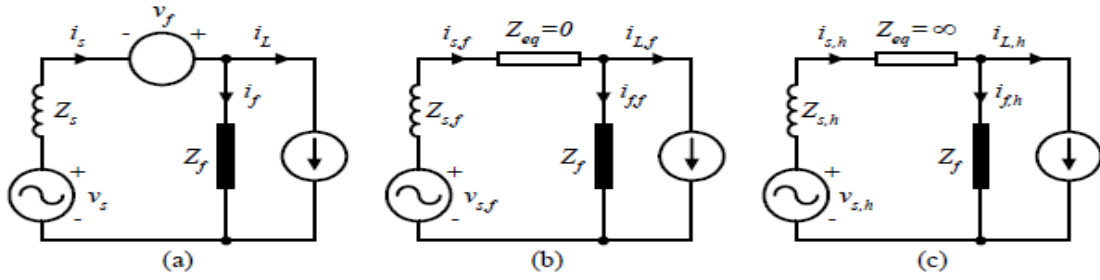 v_f
i_s - + i_L
i_f
Z_s
Z_f
+
v_s
-
(a)
i_{s,f} Z_{eq}=0 i_{L,f}
i_{f,f}
Z_{s,f}
Z_f
+
v_{s,f}
-
(b)
i_{s,h} Z_{eq}=∞ i_{L,h}
i_{f,h}
Z_{s,h}
Z_f
+
v_{s,h}
-
(c)